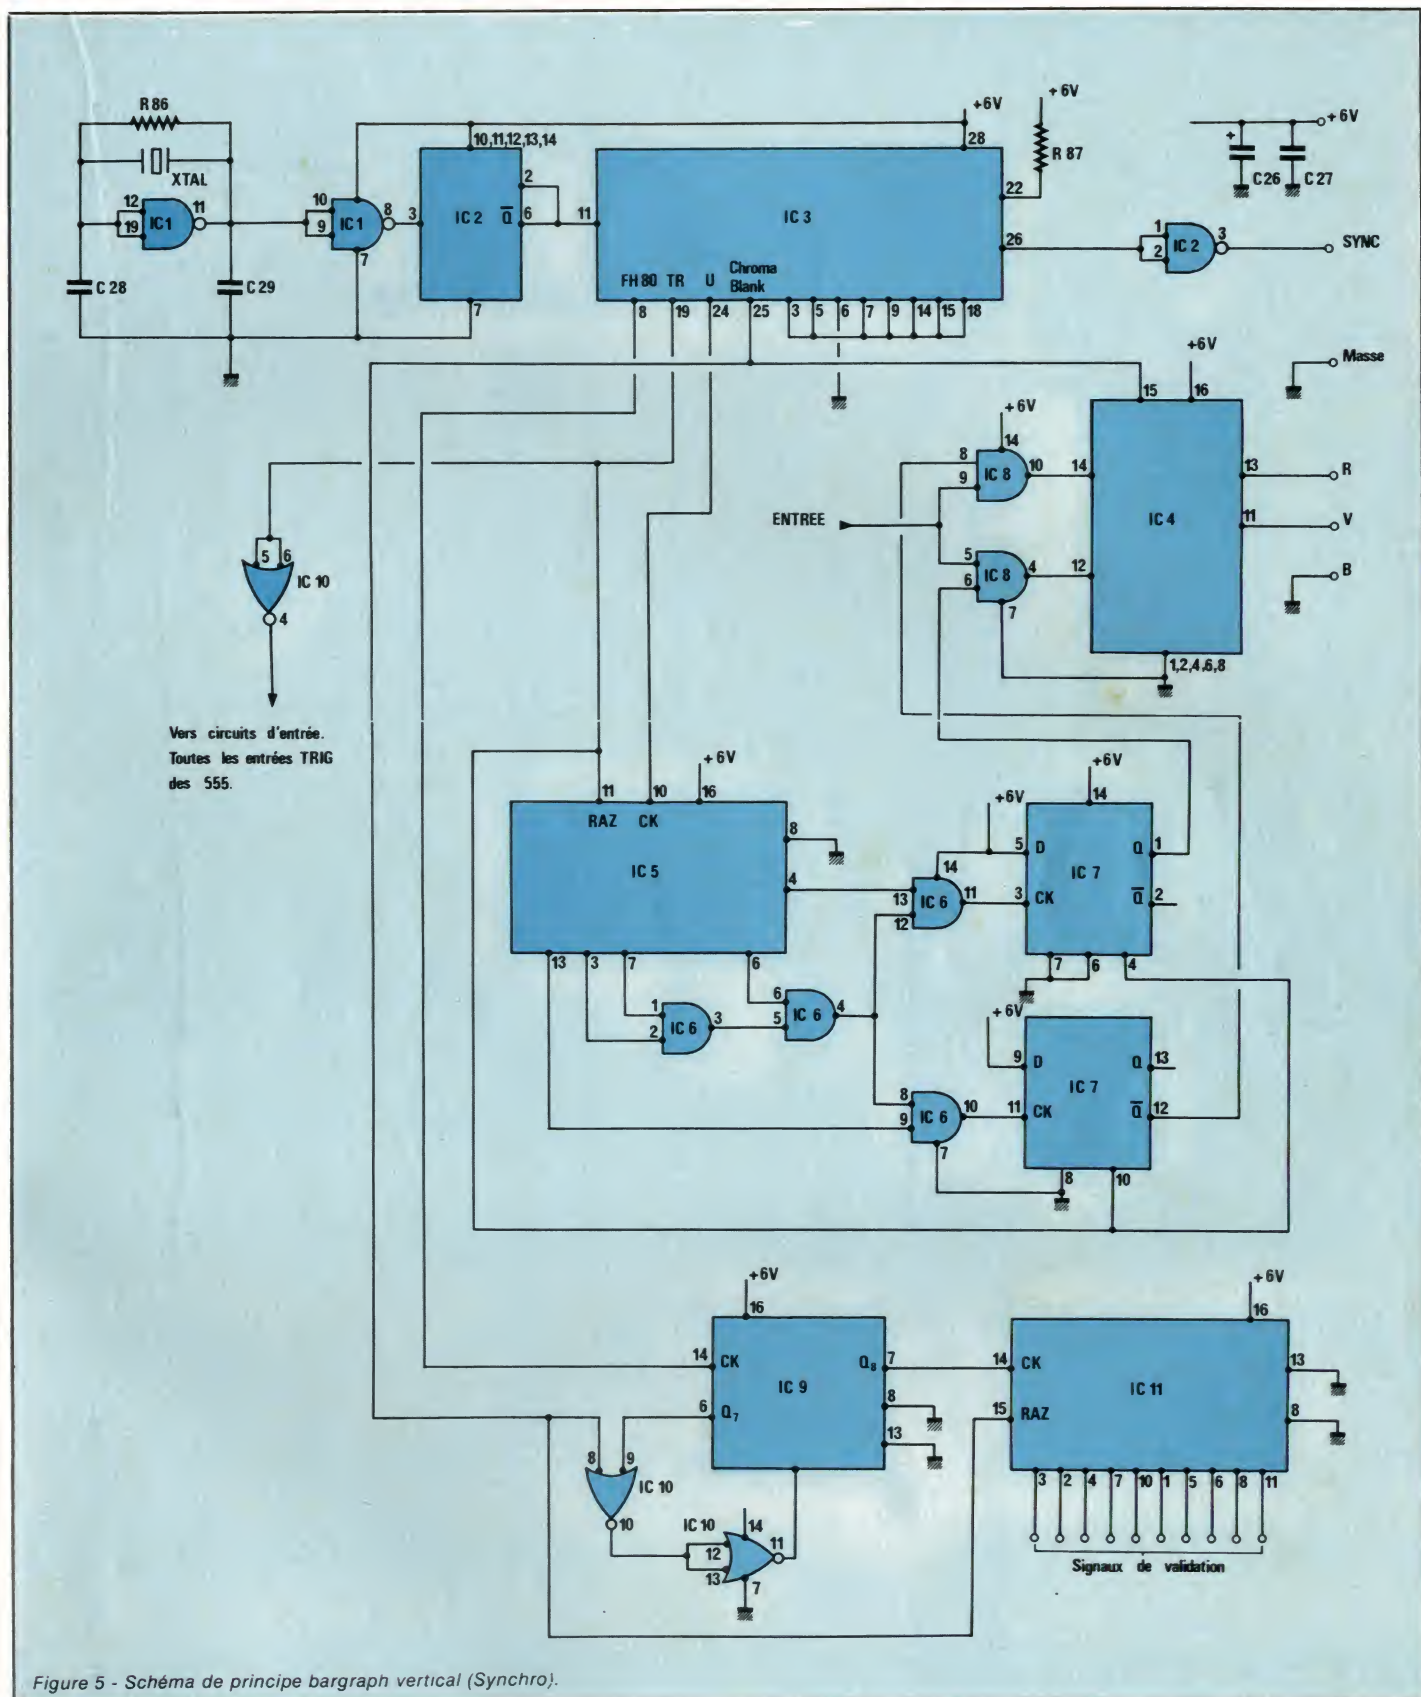 R 86
XTAL
12
19
IC1
11
C 28
C 29
10
9
IC1
8
7
3
10,11,12,13,14
IC 2
2
Q
6
7
+6V
28
11
IC 3
22
+6V
R 87
26
FH80 TR U Chroma
Blank
8
19
24
25
3
5
6
7
9
14
15
18
+
+6V
C26
C 27
1
2
IC 2
3
SYNC
Masse
+6V
15
16
IC 4
14
12
13
R
11
V
B
1,2,4,6,8
+6V
14
8
9
IC 8
10
ENTREE
5
6
IC 8
4
7
5
6
IC 10
4
Vers circuits d'entrée.
Toutes les entrées TRIG
des 555.
+6V
11
10
16
RAZ CK
8
IC 5
4
13
3
7
6
1
2
IC 6
3
6
5
IC 6
4
+6V
14
13
12
IC 6
11
8
9
IC 6
10
7
+6V
14
5
D
Q
1
IC 7
3
CK
Q
2
7
6
4
+6V
9
D
Q
13
IC 7
11
CK
Q
12
8
10
+6V
16
14
CK
Q8
7
IC 9
6
Q7
8
13
8
9
IC 10
10
IC 10
14
12
13
11
7
+6V
16
14
CK
13
IC 11
15
RAZ
8
3
2
4
7
10
1
5
6
8
11
Signaux de validation
Figure 5 - Schéma de principe bargraph vertical (Synchro).